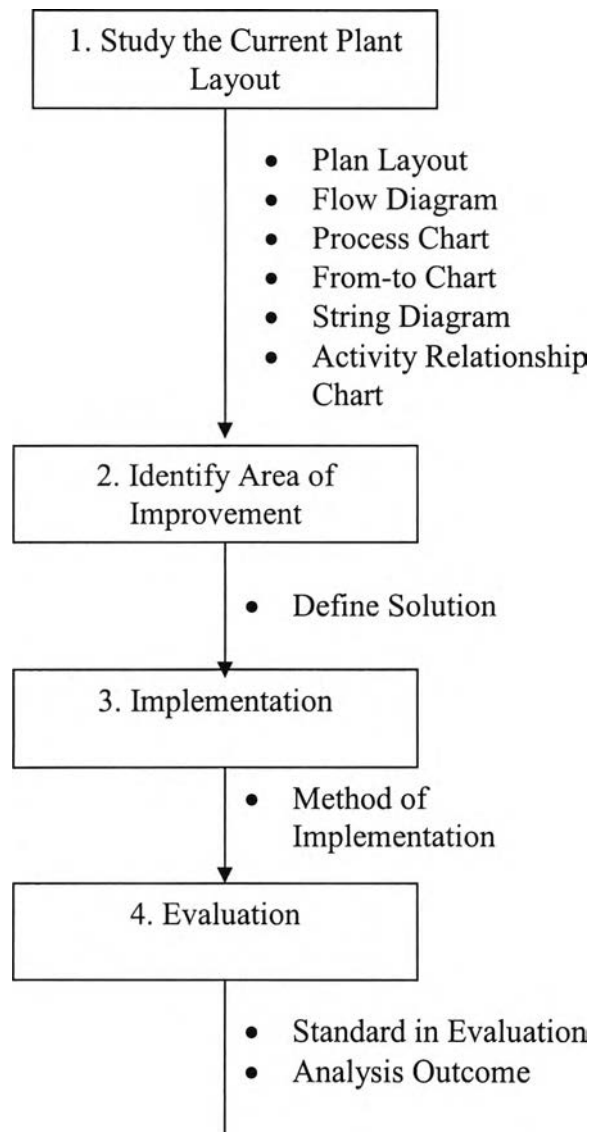 1. Study the Current Plant
Layout
• Plan Layout
• Flow Diagram
• Process Chart
• From-to Chart
• String Diagram
• Activity Relationship
Chart
2. Identify Area of
Improvement
• Define Solution
3. Implementation
• Method of
Implementation
4. Evaluation
• Standard in Evaluation
• Analysis Outcome